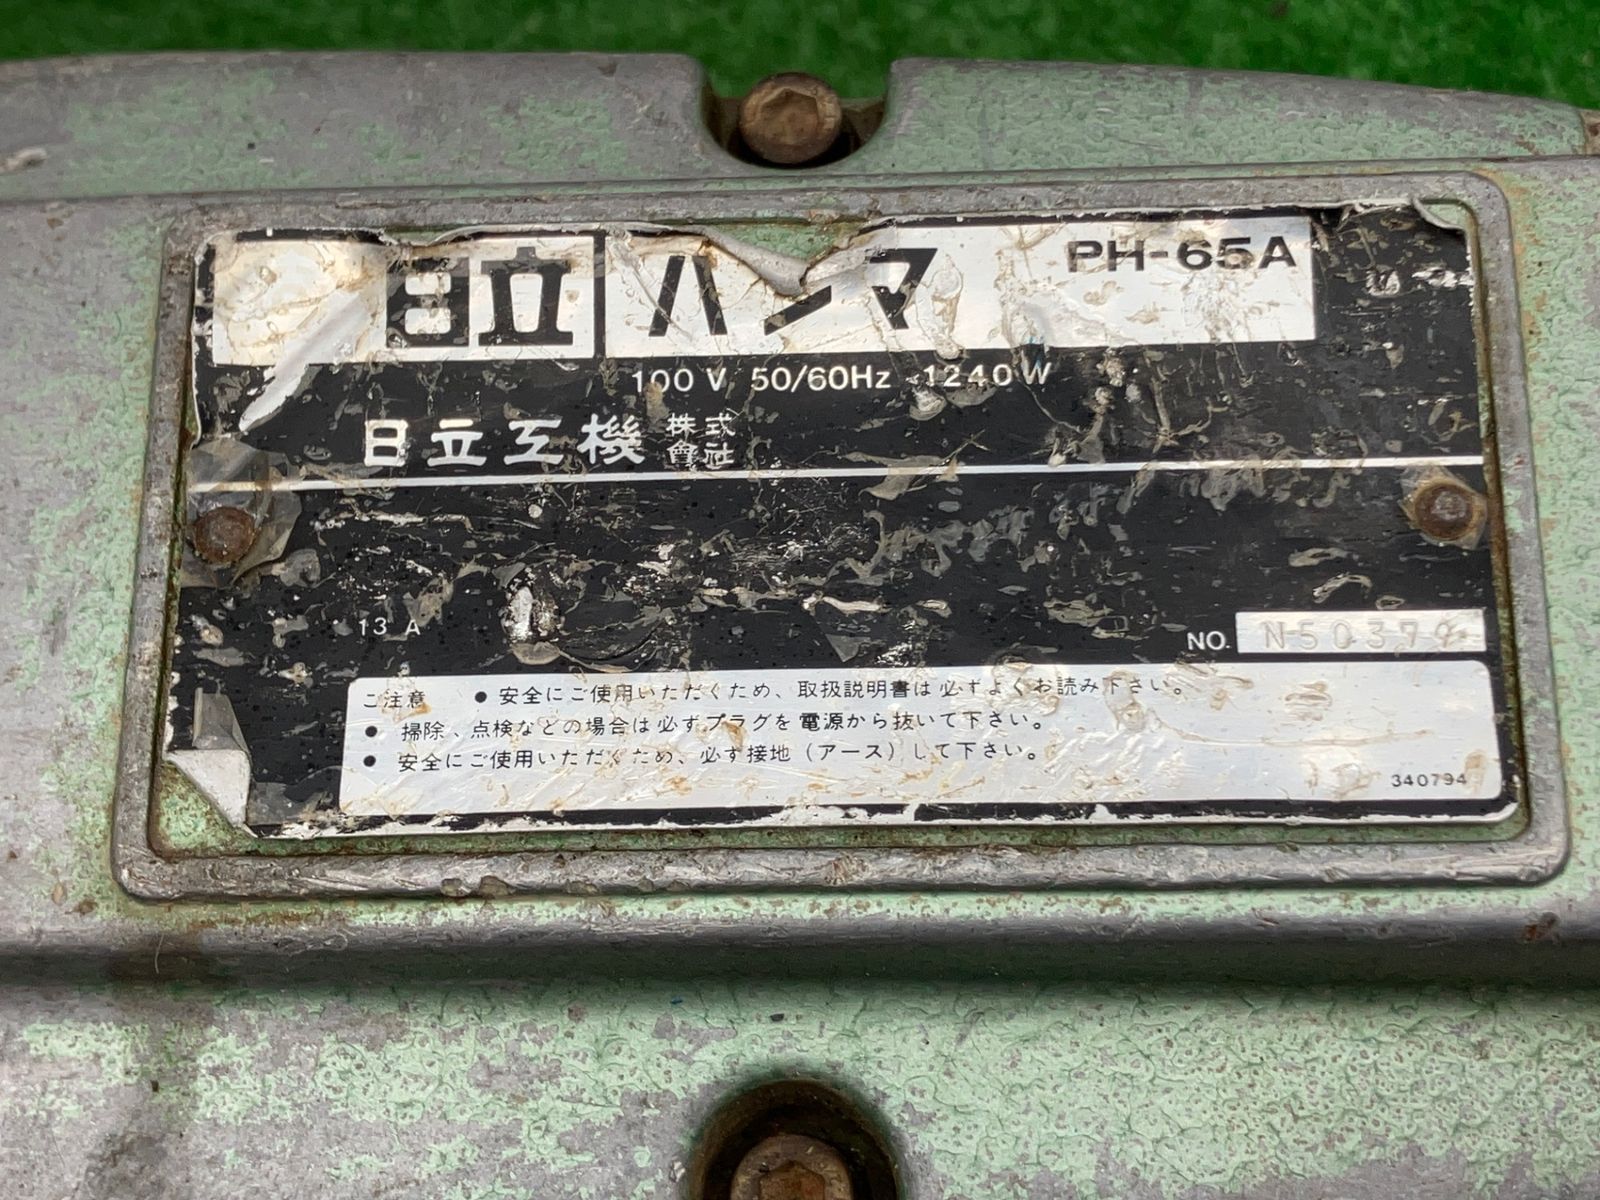 日立 ハンマ PH-65A
100V 50/60Hz 1240W
日立工機 株式會社
13 A
NO. N50379
ご注意 ● 安全にご使用いただくため、取扱説明書は必ずよくお読み下さい。
● 掃除、点検などの場合は必ずプラグを電源から抜いて下さい。
● 安全にご使用いただくため、必ず接地（アース）して下さい。
340794